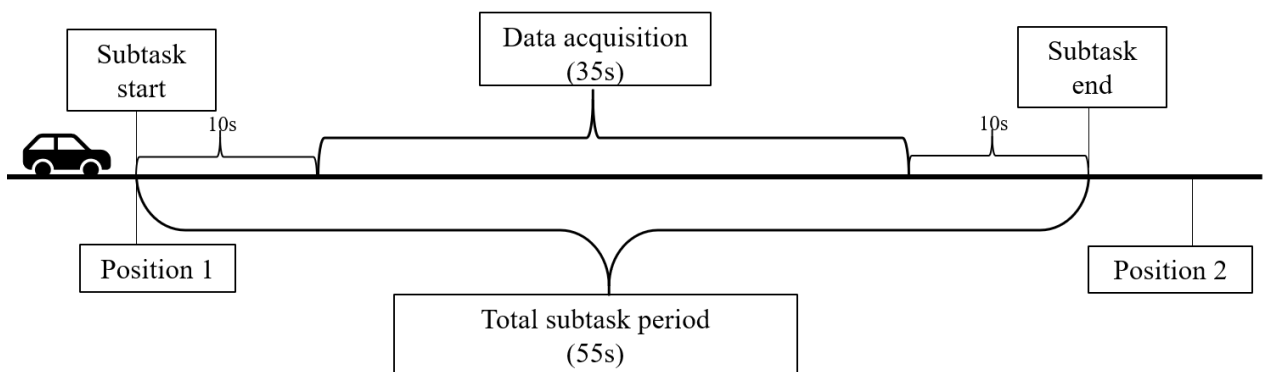 Subtask
start
Data acquisition
(35s)
Subtask
end
10s
10s
Position 1
Position 2
Total subtask period
(55s)